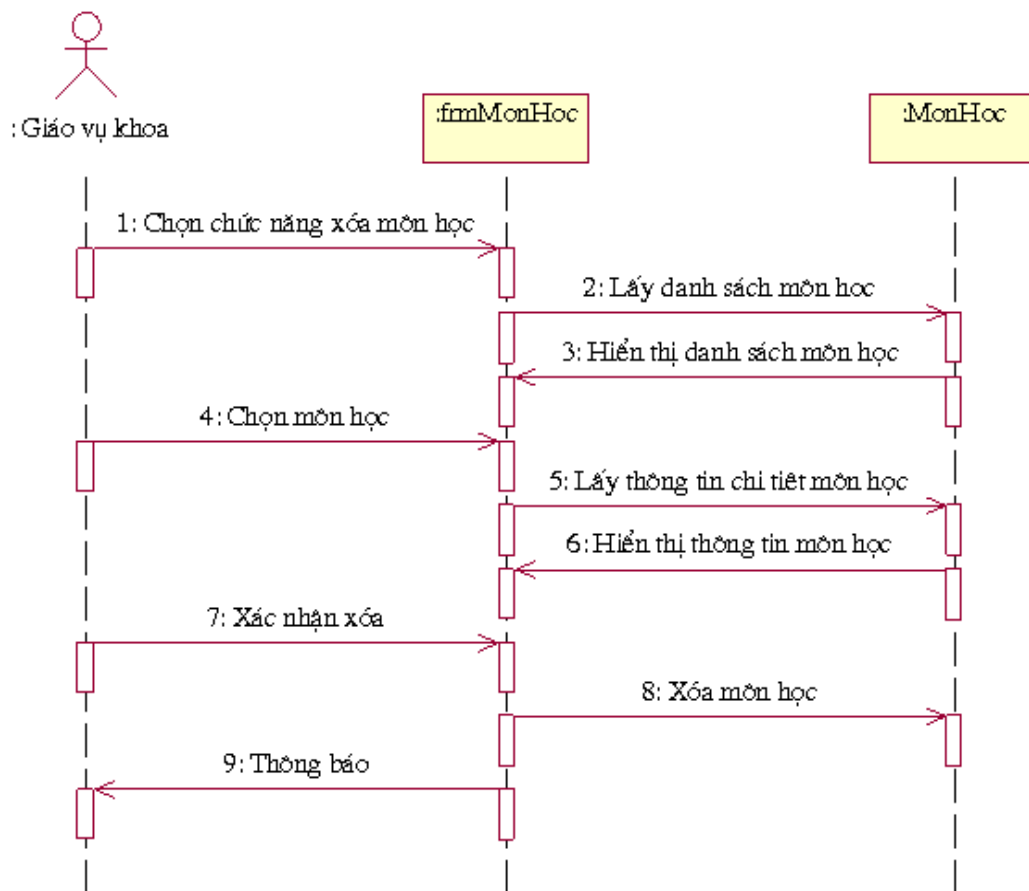 : Giáo vụ khoa
:frmMonHoc
:MonHoc
1: Chọn chức năng xóa môn học
2: Lấy danh sách môn hoc
3: Hiển thị danh sách môn học
4: Chọn môn học
5: Lấy thông tin chi tiêt môn học
6: Hiển thị thông tin môn học
7: Xác nhận xóa
8: Xóa môn học
9: Thông báo